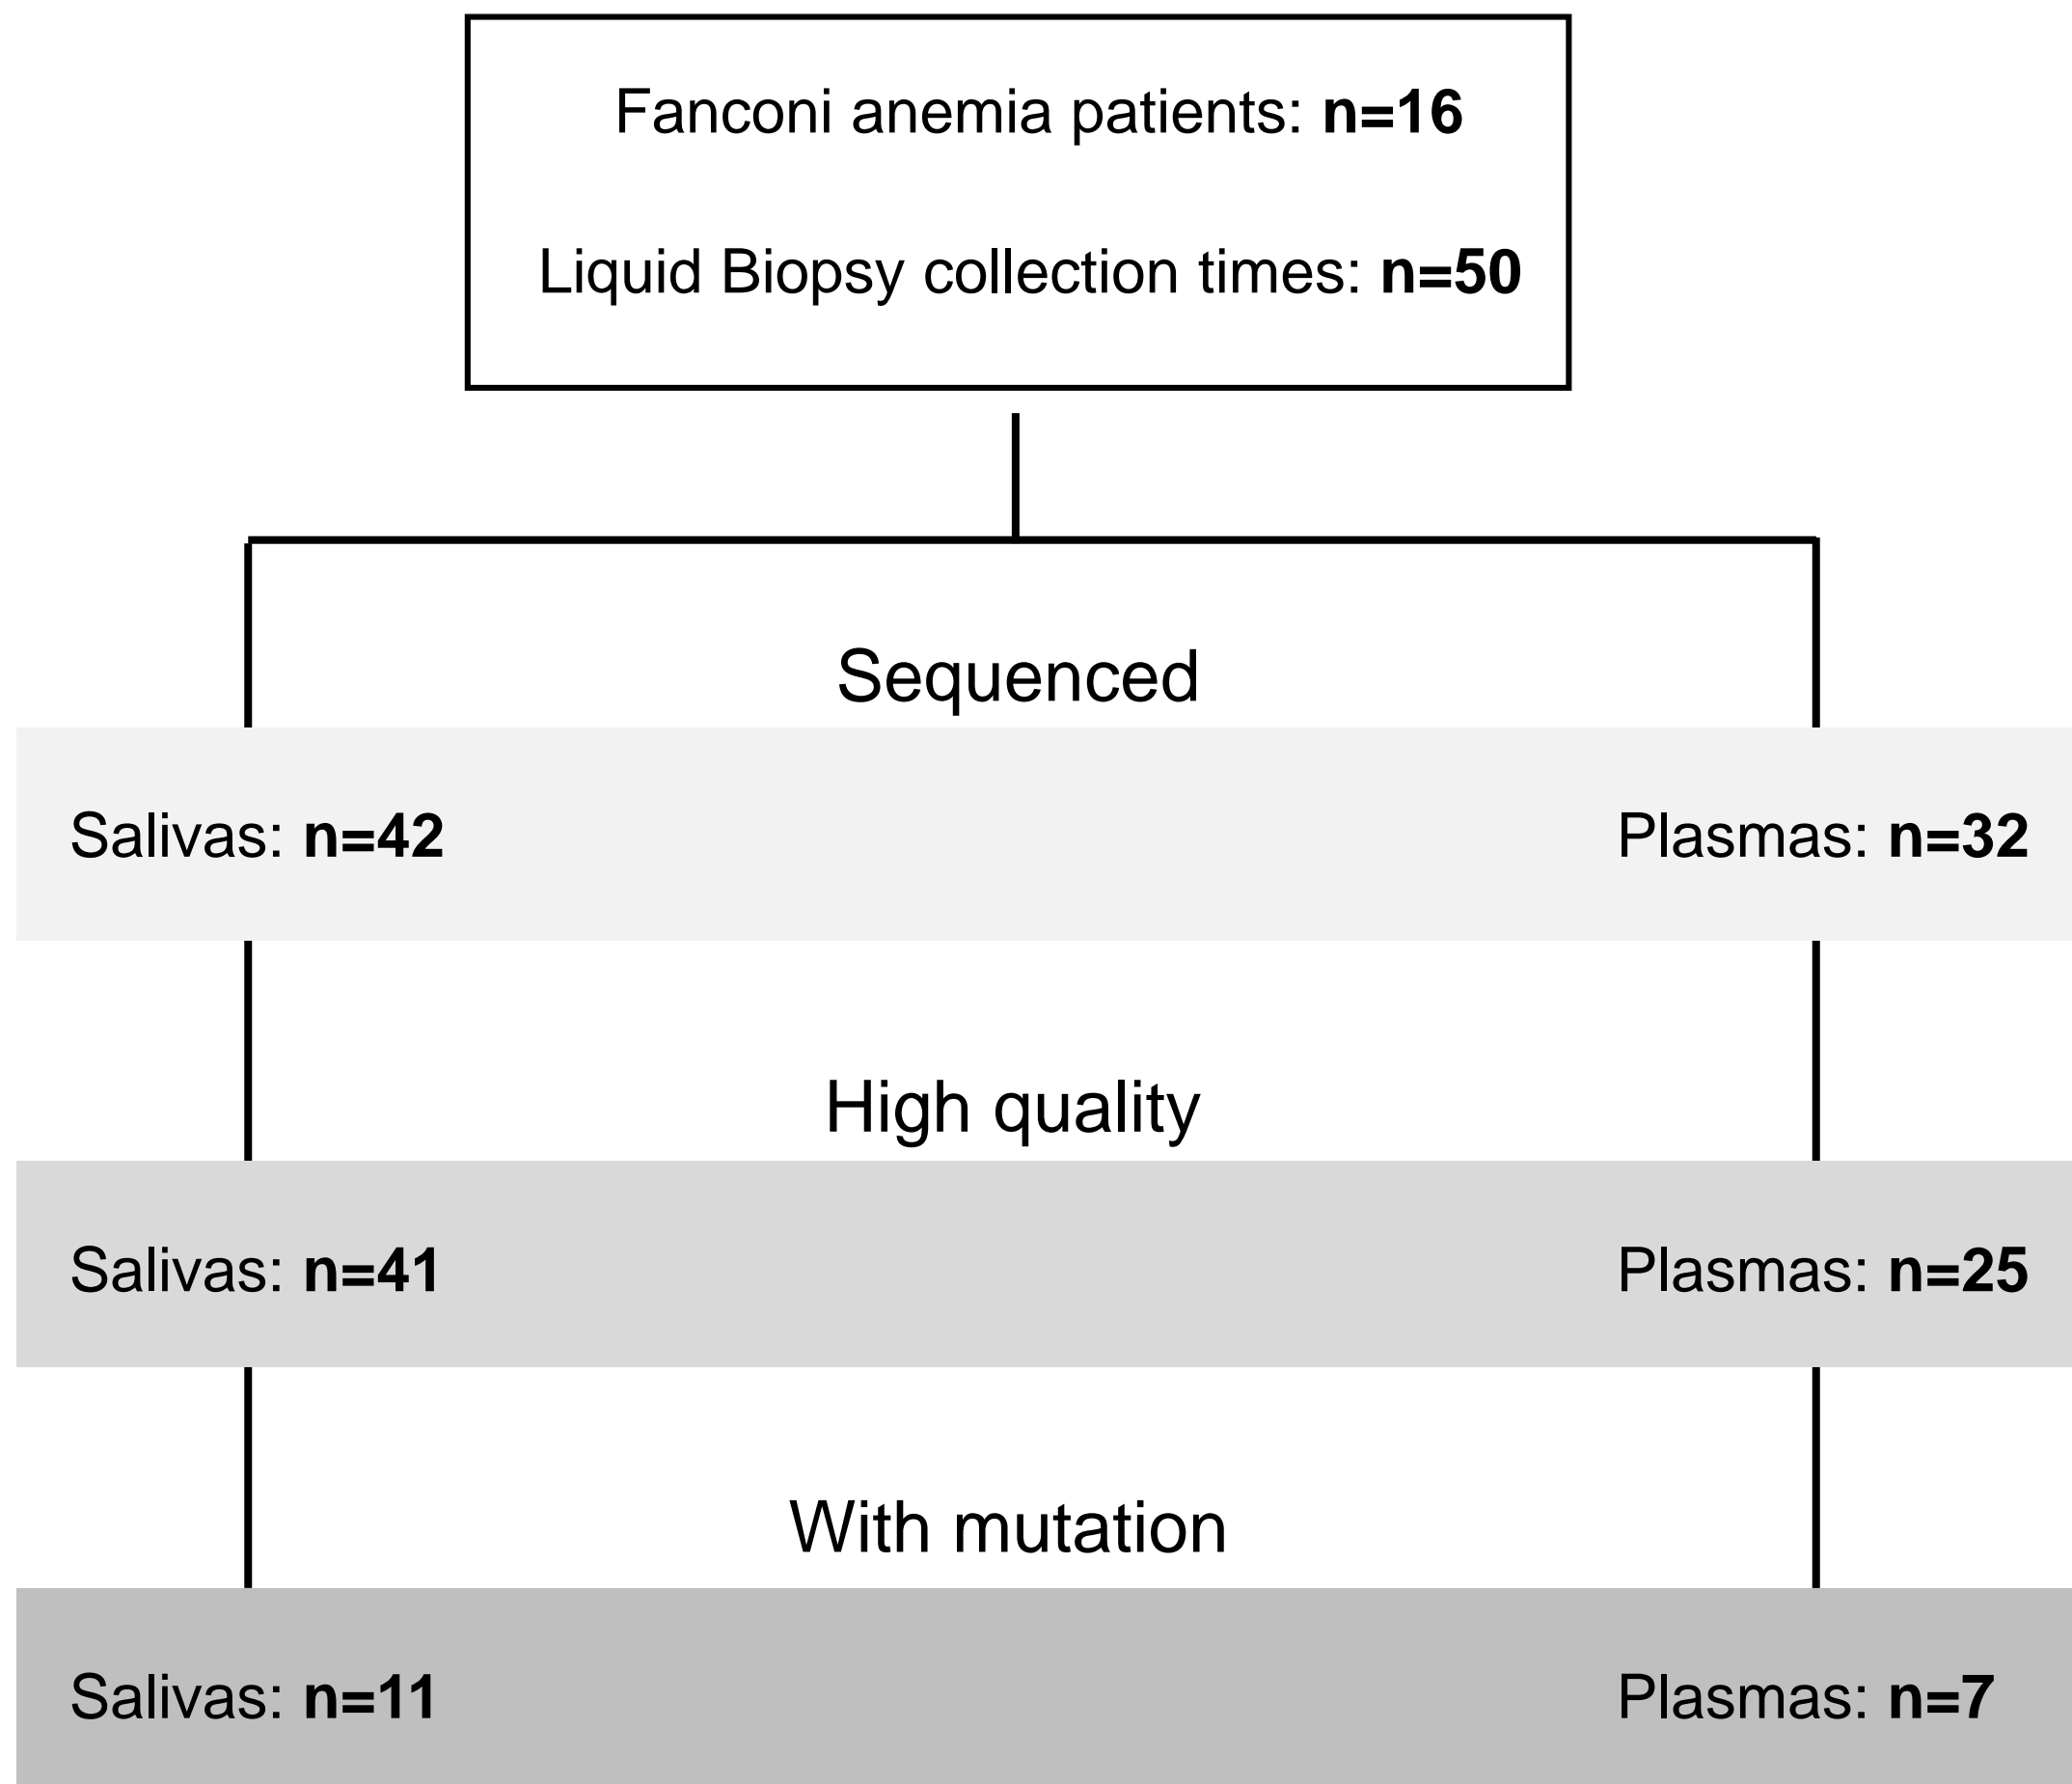 Fanconi anemia patients: n=16
Liquid Biopsy collection times: n=50
Sequenced
Salivas: n=42
Plasmas: n=32
High quality
Salivas: n=41
Plasmas: n=25
With mutation
Salivas: n=11
Plasmas: n=7